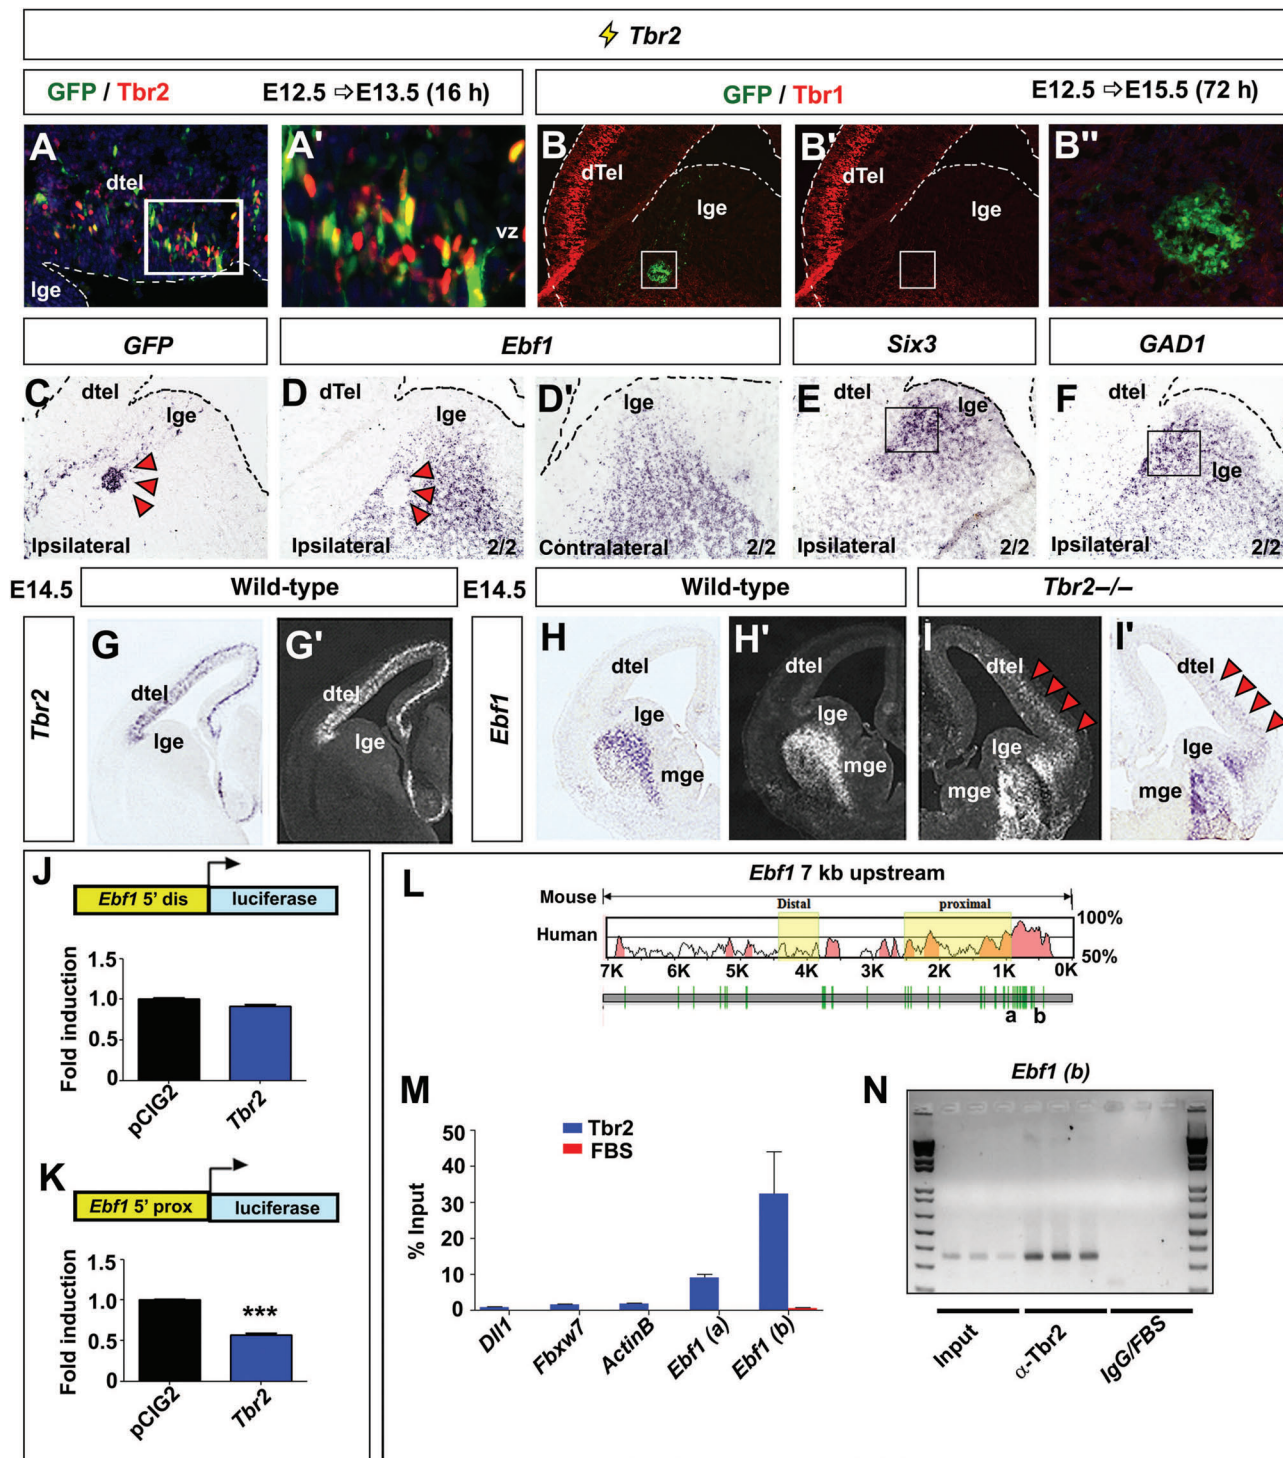 Tbr2
GFP / Tbr2 E12.5 ⇨E13.5 (16 h)
GFP / Tbr1 E12.5 ⇨E15.5 (72 h)
A
dtel
lge
A'
vz
B
dTel
lge
B'
dTel
lge
B"
GFP
Ebf1
Six3
GAD1
C
dtel
lge
Ipsilateral
D
dTel
lge
Ipsilateral 2/2
D'
lge
Contralateral 2/2
E
dtel
lge
Ipsilateral 2/2
F
dtel
lge
Ipsilateral 2/2
E14.5
Wild-type
E14.5
Wild-type
Tbr2–/–
Tbr2
G
dtel
lge
G'
dtel
lge
Ebf1
H
dtel
lge
mge
H'
dtel
lge
mge
I
dtel
lge
mge
I'
dtel
lge
mge
J
Ebf1 5' dis luciferase
Fold induction
1.5
1.0
0.5
0
pCIG2
Tbr2
K
Ebf1 5' prox luciferase
Fold induction
1.5
1.0
0.5
0
***
pCIG2
Tbr2
L
Ebf1 7 kb upstream
Mouse
Distal proximal
Human
100%
50%
7K 6K 5K 4K 3K 2K 1K 0K
a b
M
Tbr2
FBS
% Input
50
40
30
20
10
0
Dll1
Fbxw7
ActinB
Ebf1 (a)
Ebf1 (b)
N
Ebf1 (b)
Input
α-Tbr2
IgG/FBS